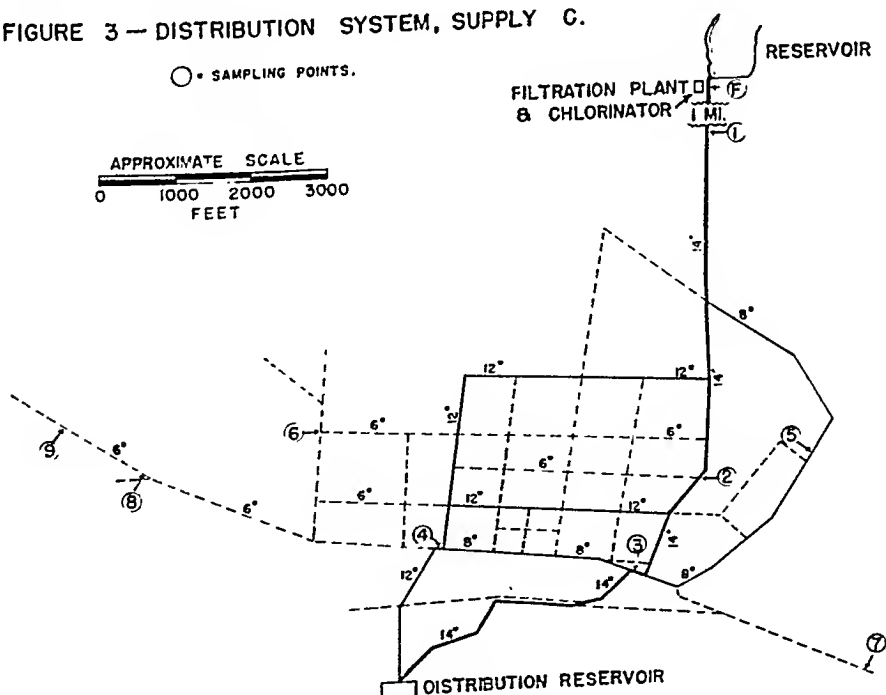 FIGURE 3 — DISTRIBUTION SYSTEM, SUPPLY C.
○ • SAMPLING POINTS.
RESERVOIR
FILTRATION PLANT
& CHLORINATOR
F
1 MI.
1
APPROXIMATE SCALE
0 1000 2000 3000
FEET
14"
8"
12"
12"
14"
12"
6
6"
6"
5
9
6"
6"
2
8
6"
6"
12"
12"
14"
4
8"
8"
3
8"
12"
14"
14"
7
DISTRIBUTION RESERVOIR